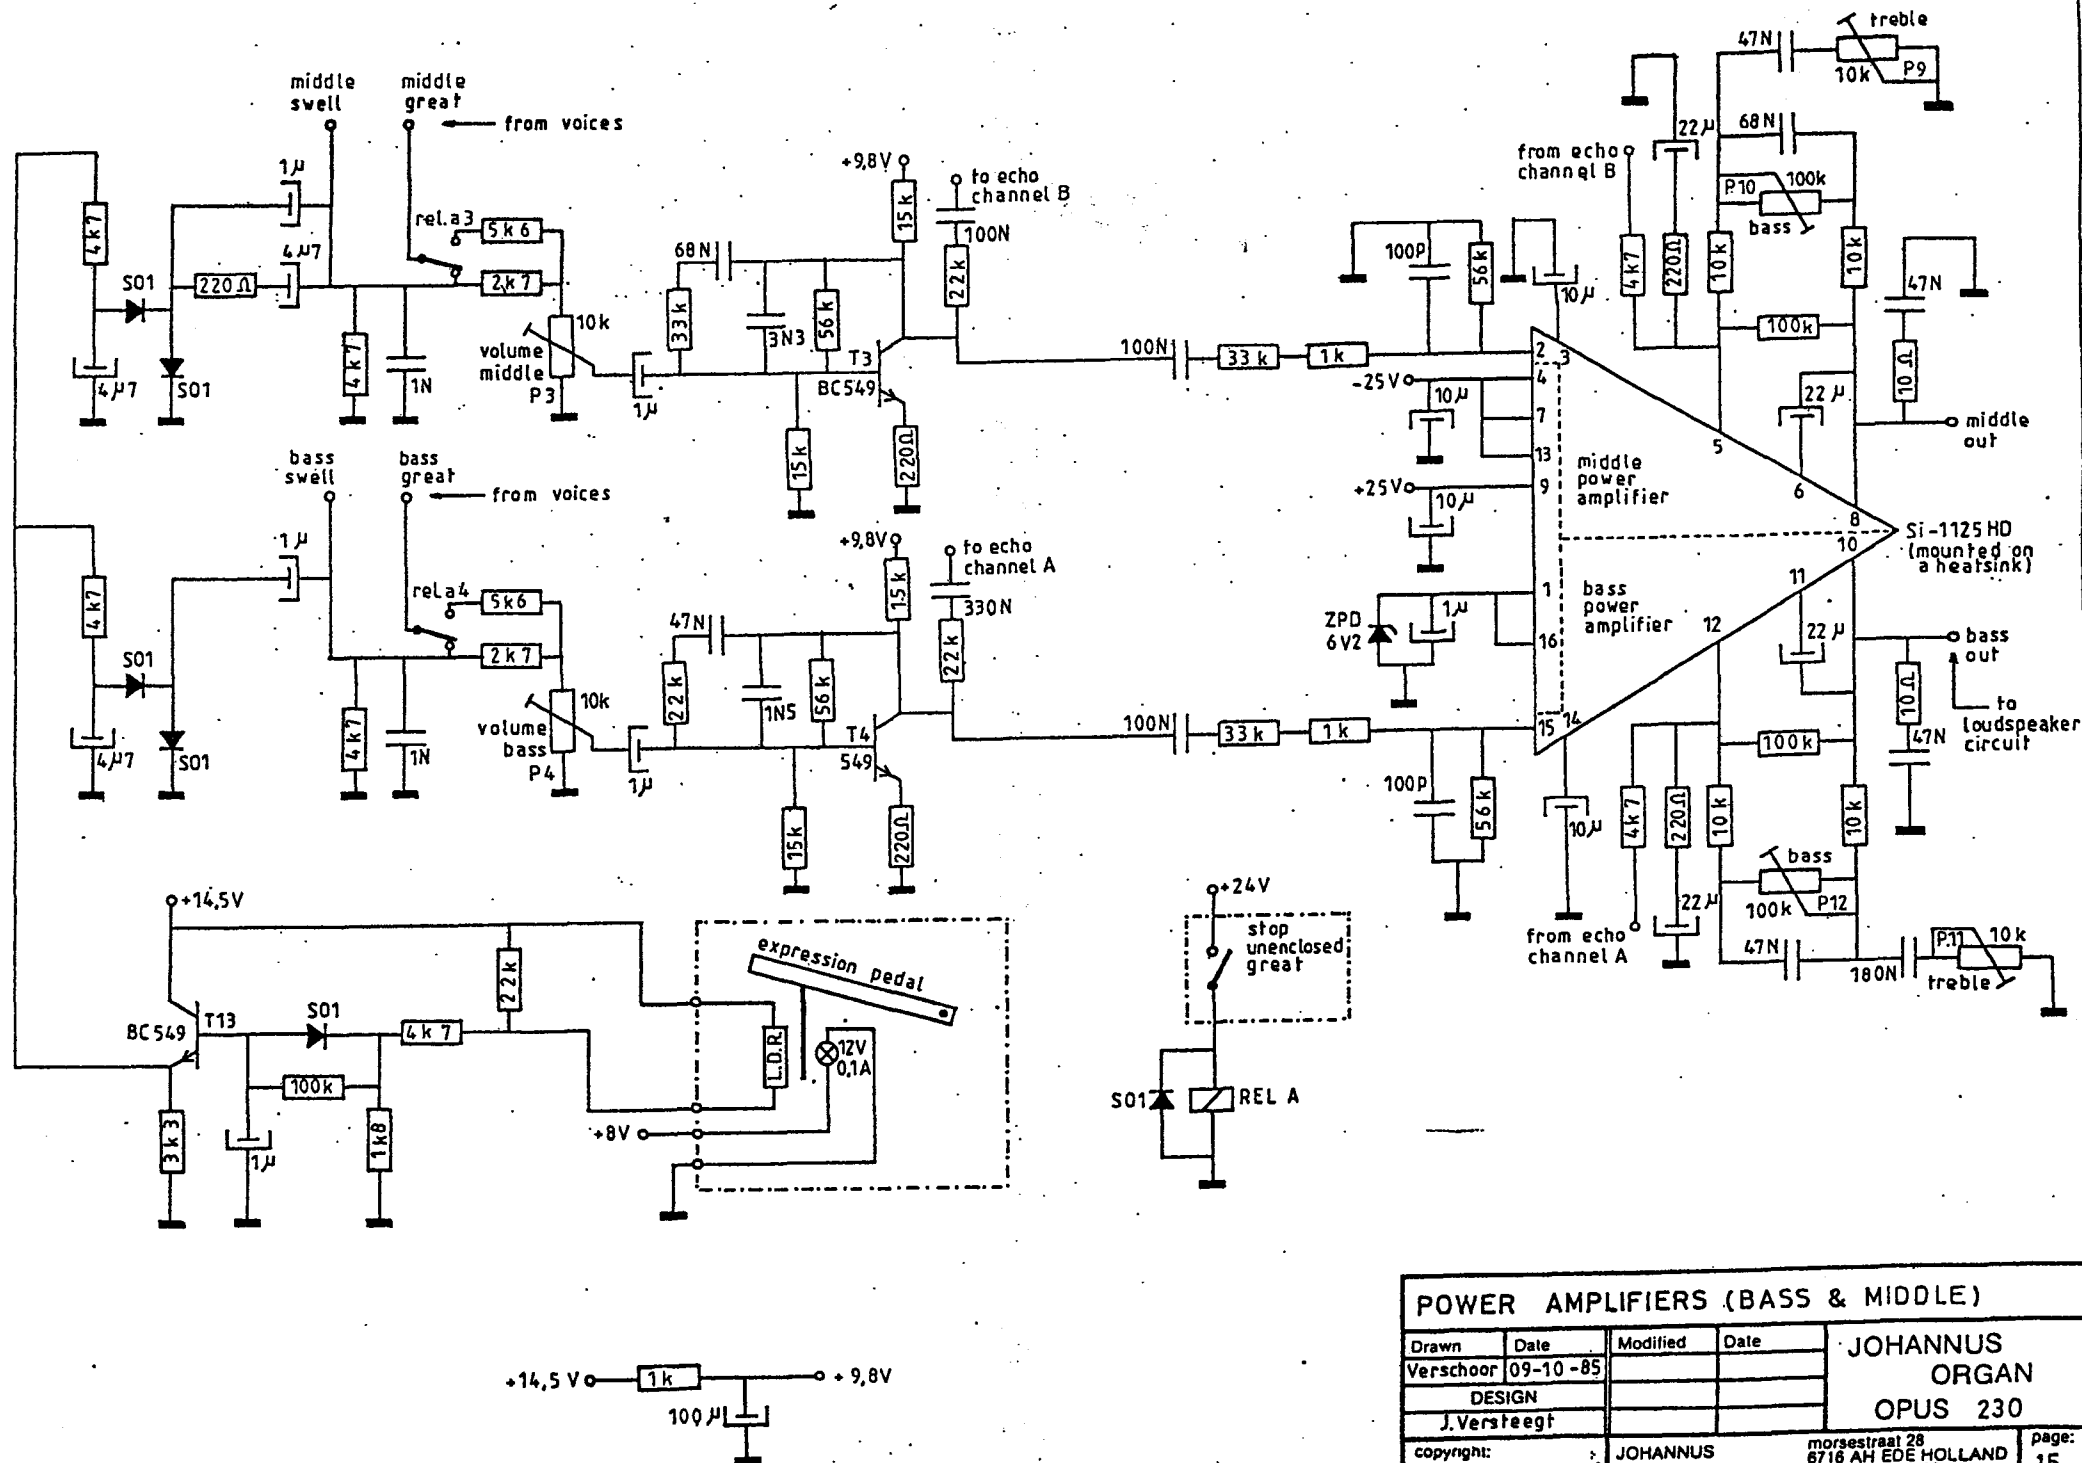 middle
swell
middle
great
from voices
1µ
4k7
S01
220Ω
4µ7
S01
4µ7
rel.a3
5k6
2k7
4k7
1N
10k
volume
middle
P3
1µ
68N
33k
3N3
56k
15k
T3
BC549
220Ω
+9,8V
15k
to echo
channel B
100N
22k
100N
33k
1k
100P
56k
10µ
2
3
-25V
4
10µ
7
13
+25V
9
10µ
middle
power
amplifier
5
6
8
from echo
channel B
4k7
220Ω
22µ
47N
treble
10k
P9
68N
P.10
100k
bass
10k
10k
100k
22µ
47N
10Ω
middle
out
Si-1125HD
(mounted on
a heatsink)
bass
swell
bass
great
from voices
1µ
4k7
S01
S01
4µ7
rel.a4
5k6
2k7
4k7
1N
10k
volume
bass
P4
1µ
47N
22k
1N5
56k
15k
T4
549
220Ω
+9,8V
15k
to echo
channel A
330N
22k
100N
33k
1k
100P
56k
10µ
ZPD
6V2
1µ
1
16
15
14
bass
power
amplifier
10
11
12
22µ
bass
out
to
loudspeaker
circuit
10Ω
47N
100k
4k7
220Ω
10k
10k
from echo
channel A
22µ
bass
100k
P12
47N
180N
P.11
10k
treble
+14,5V
BC549
T13
S01
100k
3k3
1µ
1k8
4k7
22k
expression pedal
L.D.R.
12V
0,1A
+8V
+24V
stop
unenclosed
great
S01
REL A
+14,5 V
1k
+ 9,8V
100µ
POWER AMPLIFIERS (BASS & MIDDLE)
Drawn Date Modified Date
Verschoor 09-10-85
DESIGN
J.Versteegt
JOHANNUS
ORGAN
OPUS 230
copyright:
JOHANNUS
morsestraat 28
6716 AH EDE HOLLAND
page:
15